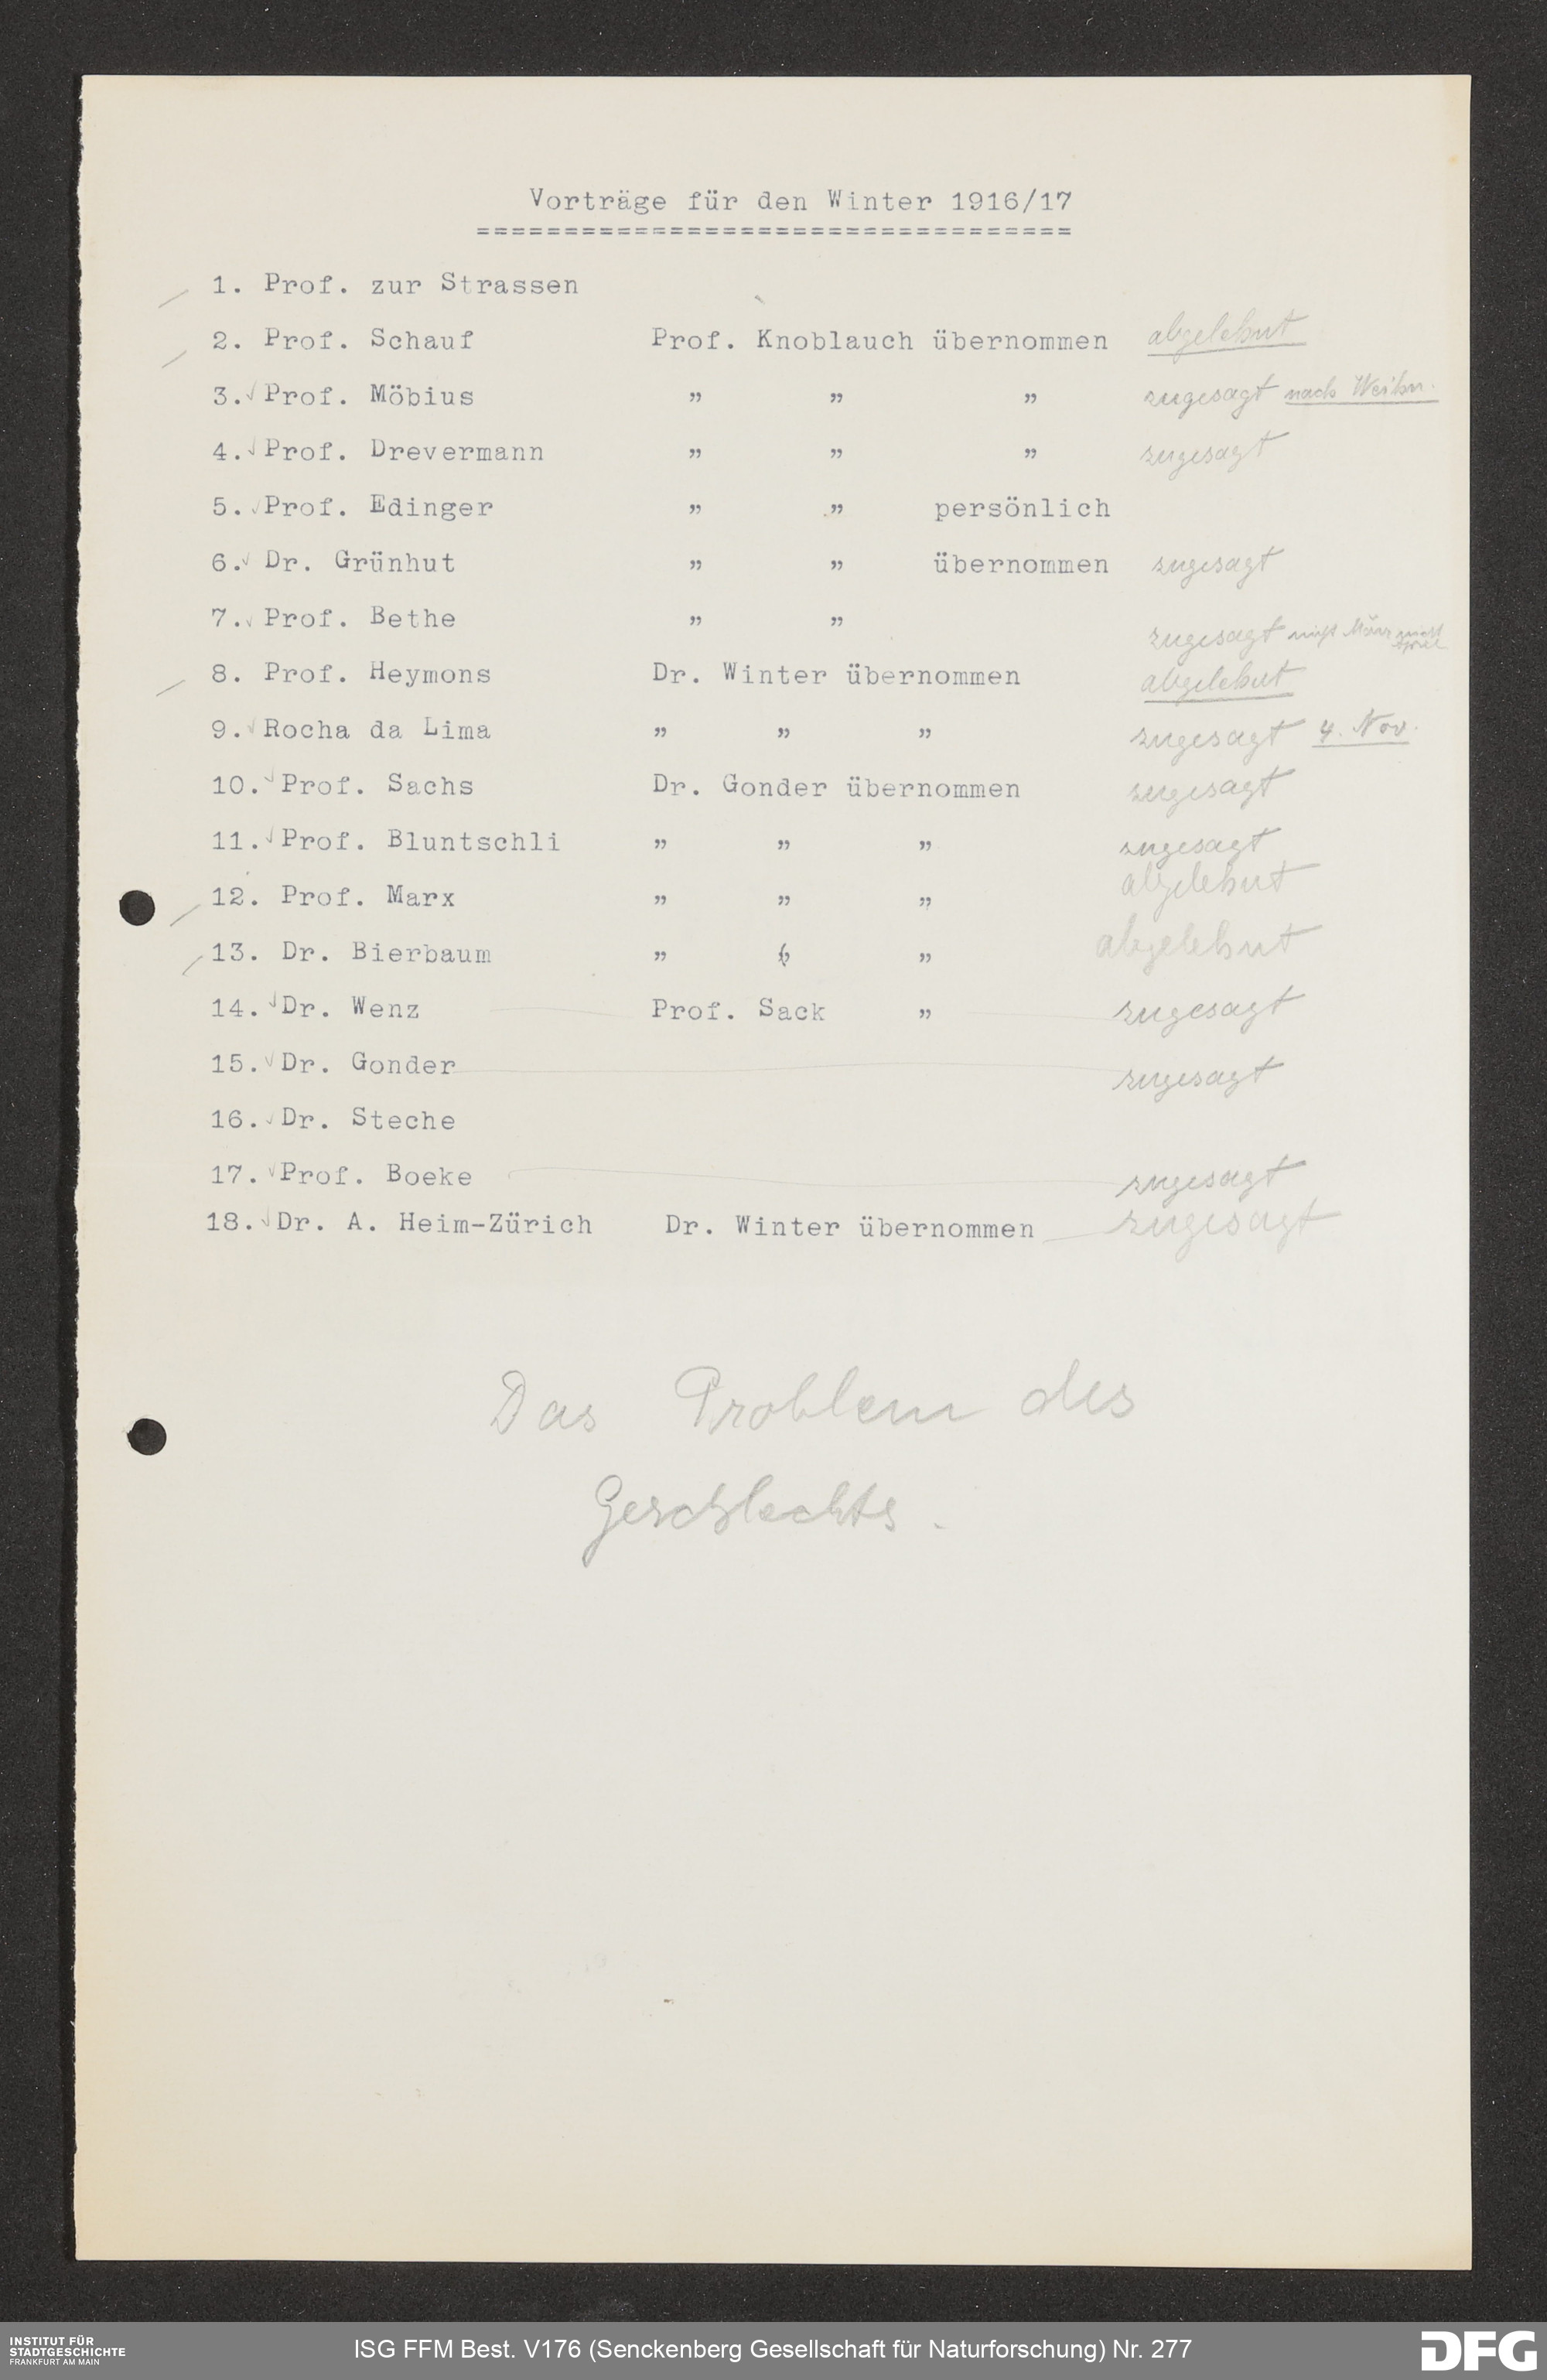 Vorträge für den Winter 1916/17
==================================
1. Prof. zur Strassen
2. Prof. Schauf Prof. Knoblauch übernommen abgelehnt
3. Prof. Möbius „ „ „ zugesagt nach Weihn.
4. Prof. Drevermann „ „ „ zugesagt
5. Prof. Edinger „ „ persönlich
6. Dr. Grünhut „ „ übernommen zugesagt
7. Prof. Bethe „ „ zugesagt nicht März nicht April
8. Prof. Heymons Dr. Winter übernommen abgelehnt
9. Rocha da Lima „ „ „ zugesagt 4. Nov.
10. Prof. Sachs Dr. Gonder übernommen zugesagt
11. Prof. Bluntschli „ „ „ zugesagt
12. Prof. Marx „ „ „ abgelehnt
13. Dr. Bierbaum „ „ „ abgelehnt
14. Dr. Wenz Prof. Sack „ zugesagt
15. Dr. Gonder zugesagt
16. Dr. Steche
17. Prof. Boeke zugesagt
18. Dr. A. Heim-Zürich Dr. Winter übernommen zugesagt
Das Problem des
Geschlechts.
INSTITUT FÜR
STADTGESCHICHTE
FRANKFURT AM MAIN
ISG FFM Best. V176 (Senckenberg Gesellschaft für Naturforschung) Nr. 277
DFG